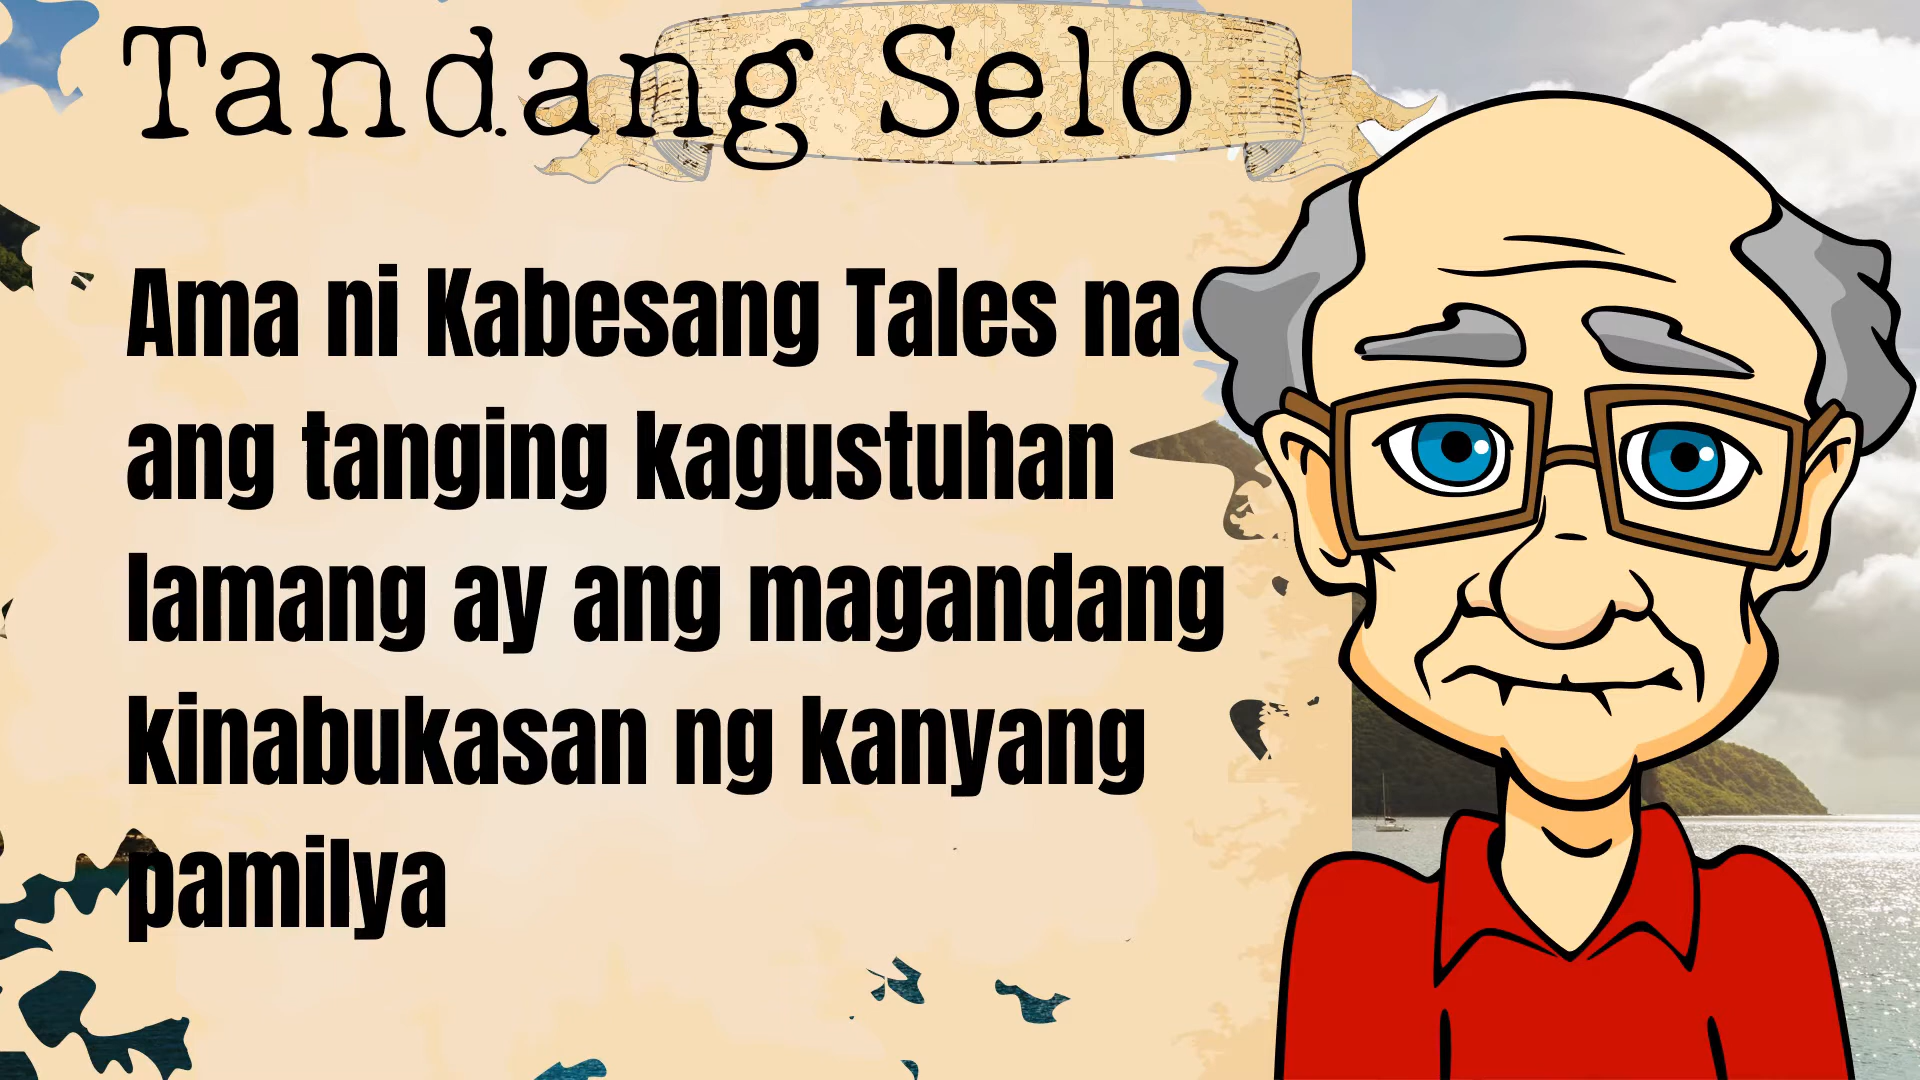 Tandang Selo
Ama ni Kabesang Tales na
ang tanging kagustuhan
lamang ay ang magandang
kinabukasan ng kanyang
pamilya